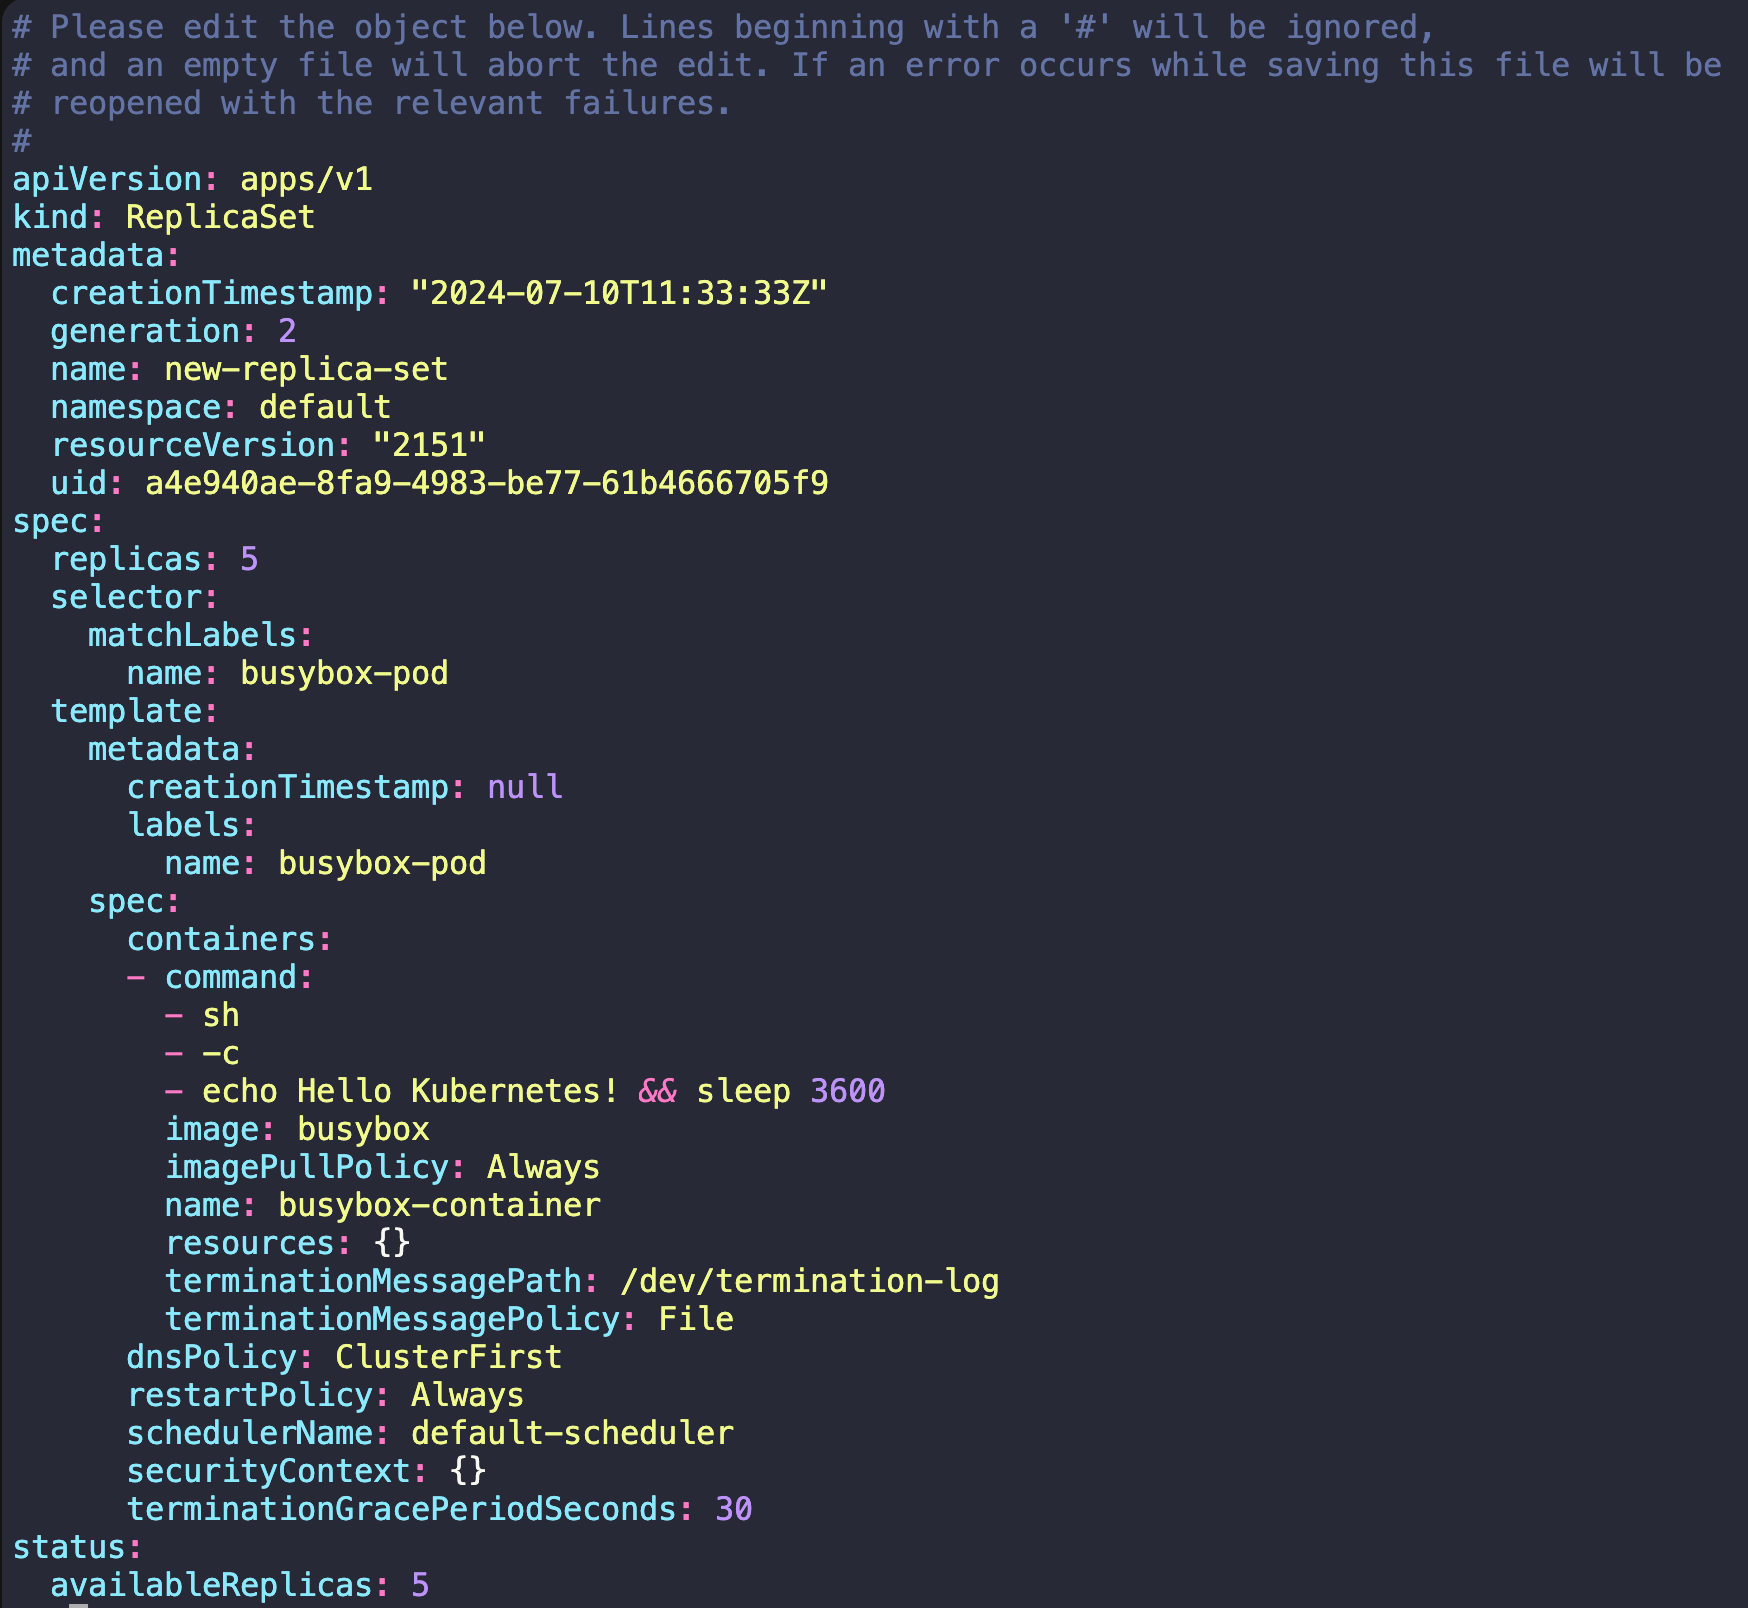 # Please edit the object below. Lines beginning with a '#' will be ignored,
# and an empty file will abort the edit. If an error occurs while saving this file will be
# reopened with the relevant failures.
#
apiVersion: apps/v1
kind: ReplicaSet
metadata:
  creationTimestamp: "2024-07-10T11:33:33Z"
  generation: 2
  name: new-replica-set
  namespace: default
  resourceVersion: "2151"
  uid: a4e940ae-8fa9-4983-be77-61b4666705f9
spec:
  replicas: 5
  selector:
    matchLabels:
      name: busybox-pod
  template:
    metadata:
      creationTimestamp: null
      labels:
        name: busybox-pod
    spec:
      containers:
      - command:
        - sh
        - -c
        - echo Hello Kubernetes! && sleep 3600
        image: busybox
        imagePullPolicy: Always
        name: busybox-container
        resources: {}
        terminationMessagePath: /dev/termination-log
        terminationMessagePolicy: File
      dnsPolicy: ClusterFirst
      restartPolicy: Always
      schedulerName: default-scheduler
      securityContext: {}
      terminationGracePeriodSeconds: 30
status:
  availableReplicas: 5